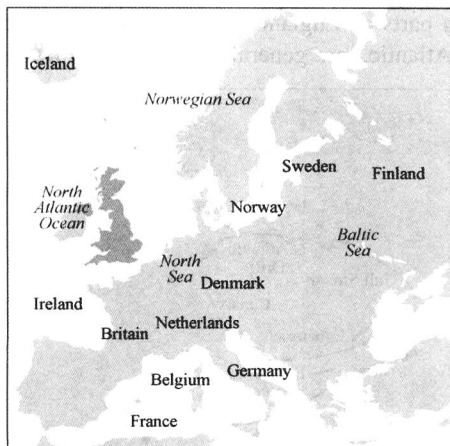 Iceland
Norwegian Sea
Sweden
Finland
North
Atlantic
Ocean
Norway
Baltic
Sea
North
Sea
Denmark
Ireland
Netherlands
Britain
Belgium
Germany
France